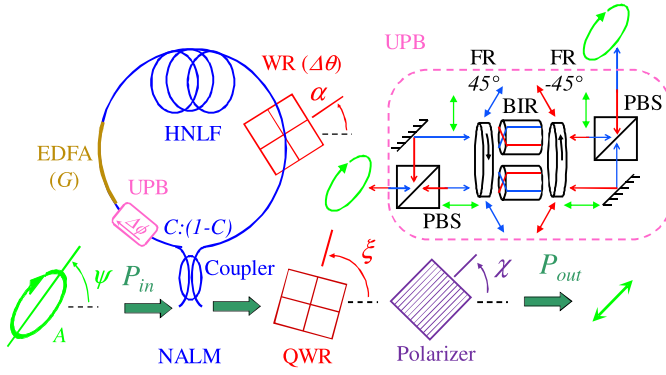 UPB
WR (Δθ)
FR
45°
FR
-45°
α
BIR
PBS
HNLF
EDFA
(G)
UPB
Δϕ
C:(1-C)
PBS
ψ
P_in
Coupler
ξ
χ
P_out
A
NALM
QWR
Polarizer